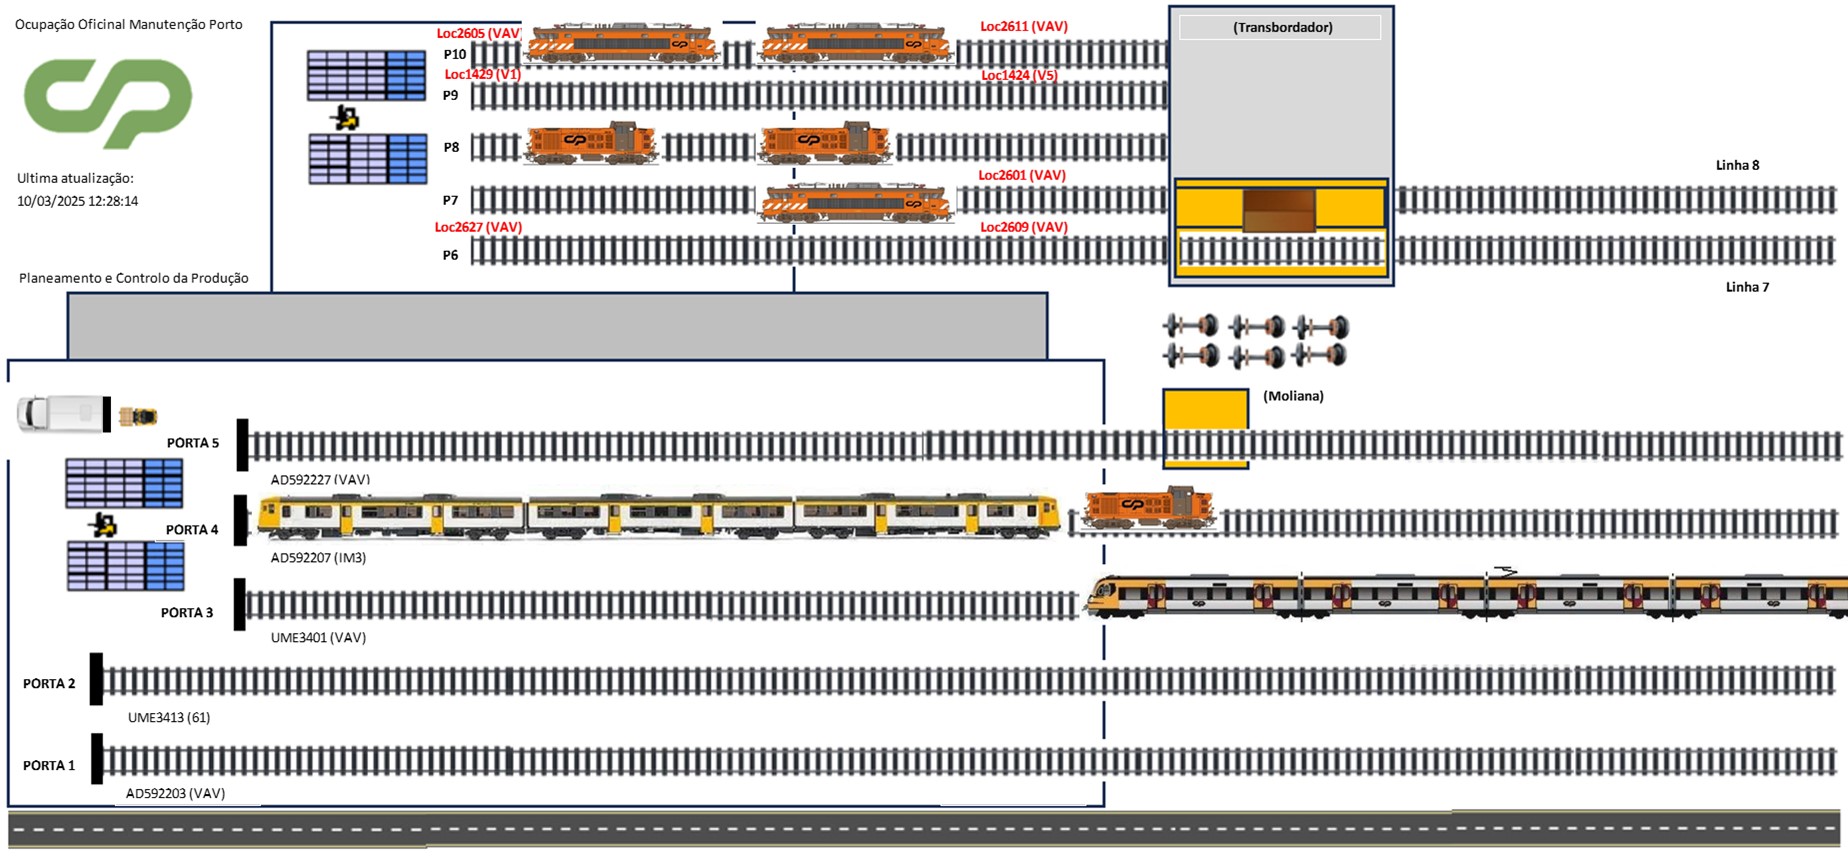 Ocupação Oficinal Manutenção Porto
Loc2605 (VAV)
Loc2611 (VAV)
(Transbordador)
P10
Loc1429 (V1)
Loc1424 (V5)
P9
P8
Linha 8
Loc2601 (VAV)
Ultima atualização:
P7
10/03/2025 12:28:14
Loc2627 (VAV)
Loc2609 (VAV)
P6
Planeamento e Controlo da Produção
Linha 7
(Moliana)
PORTA 5
AD592227 (VAV)
PORTA 4
AD592207 (IM3)
PORTA 3
UME3401 (VAV)
PORTA 2
UME3413 (61)
PORTA 1
AD592203 (VAV)